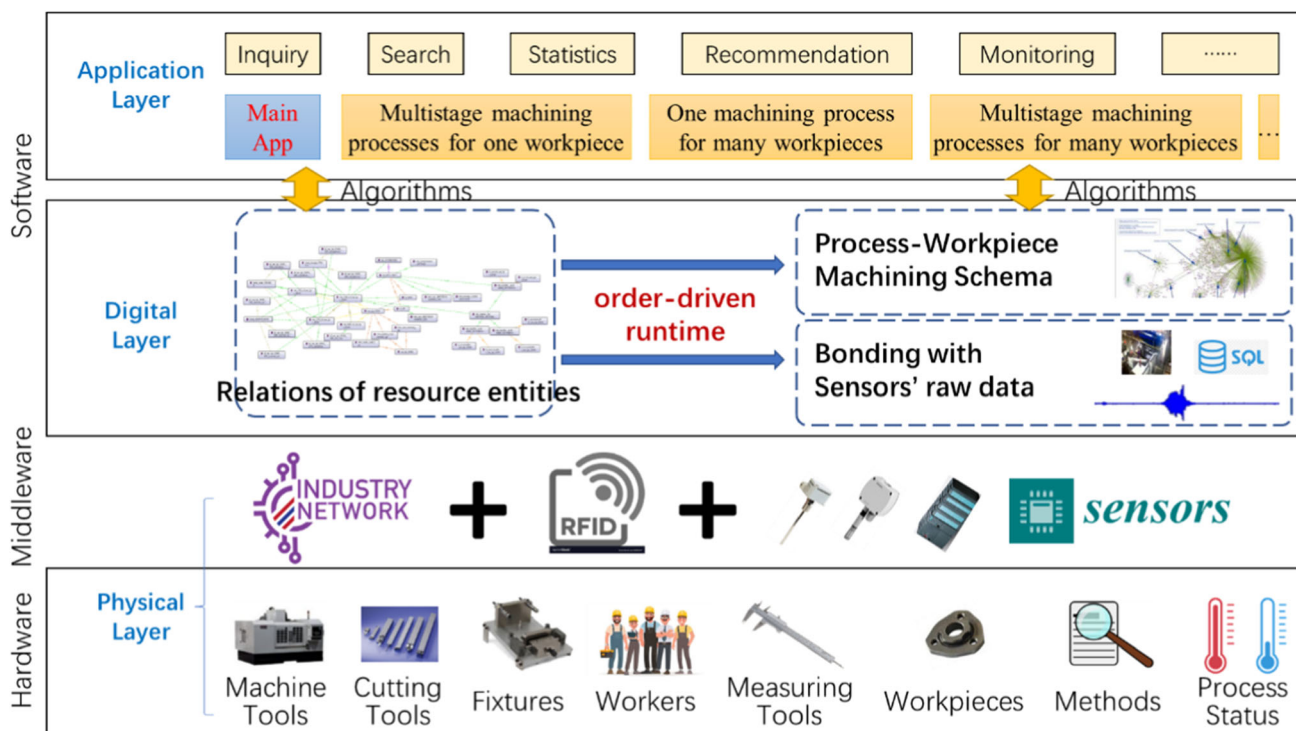 Software
Application
Layer
Inquiry
Search
Statistics
Recommendation
Monitoring
......
Main
App
Multistage machining
processes for one workpiece
One machining process
for many workpieces
Multistage machining
processes for many workpieces
...
Algorithms
Algorithms
Digital
Layer
Relations of resource entities
order-driven
runtime
Process-Workpiece
Machining Schema
Bonding with
Sensors' raw data
SQL
Middleware
INDUSTRY
NETWORK
RFID
sensors
Hardware
Physical
Layer
Machine
Tools
Cutting
Tools
Fixtures
Workers
Measuring
Tools
Workpieces
Methods
Process
Status